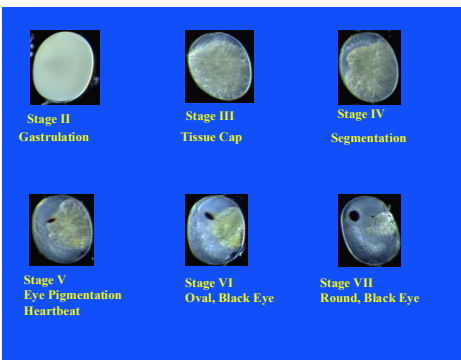 Stage II
Gastrulation
Stage III
Tissue Cap
Stage IV
Segmentation
Stage V
Eye Pigmentation
Heartbeat
Stage VI
Oval, Black Eye
Stage VII
Round, Black Eye